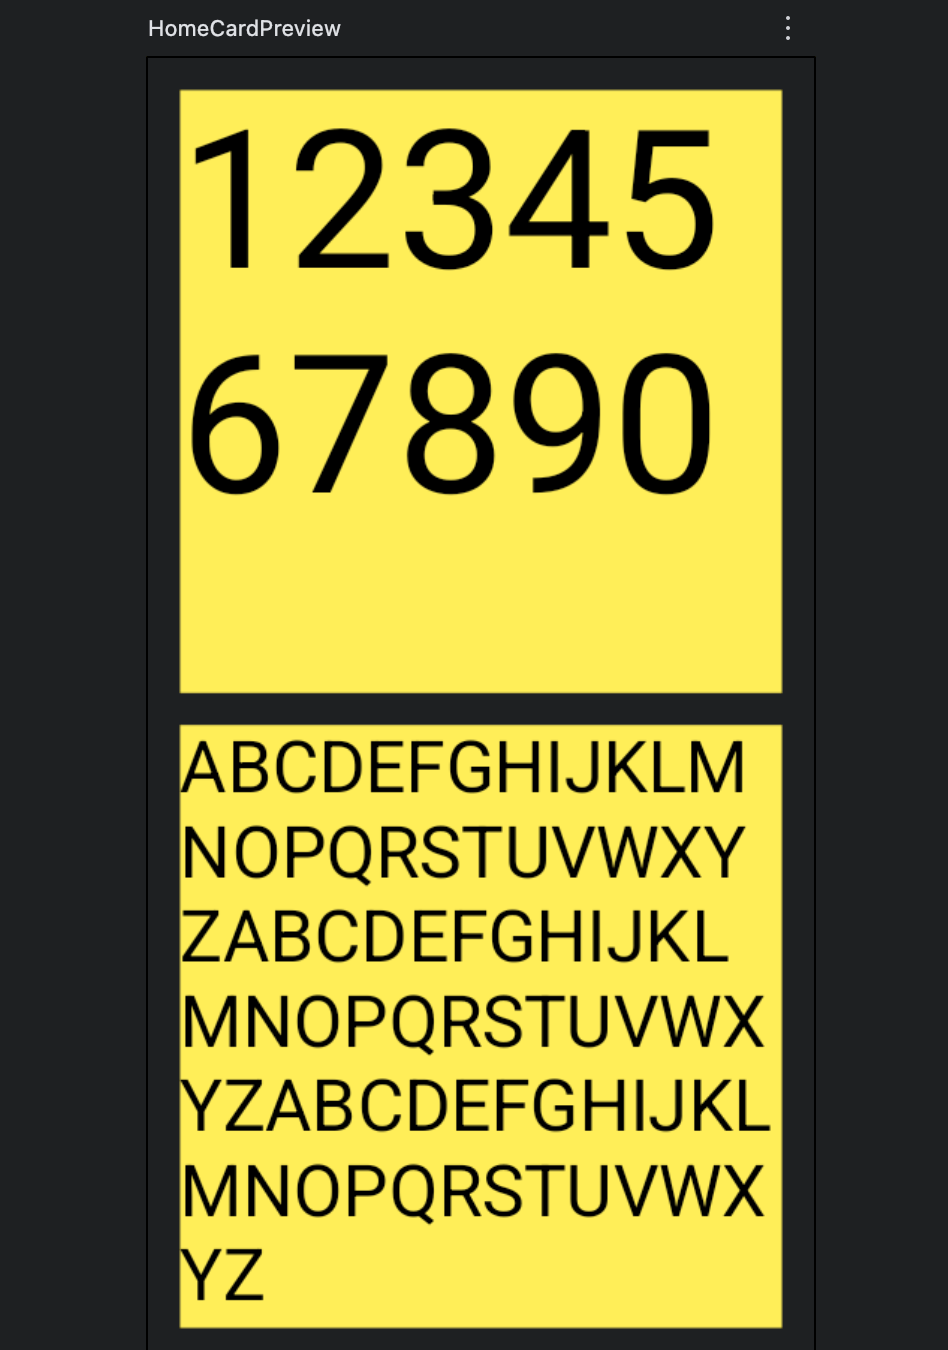 HomeCardPreview
12345
67890
ABCDEFGHIJKLM
NOPQRSTUVWXY
ZABCDEFGHIJKL
MNOPQRSTUVWX
YZABCDEFGHIJKL
MNOPQRSTUVWX
YZ